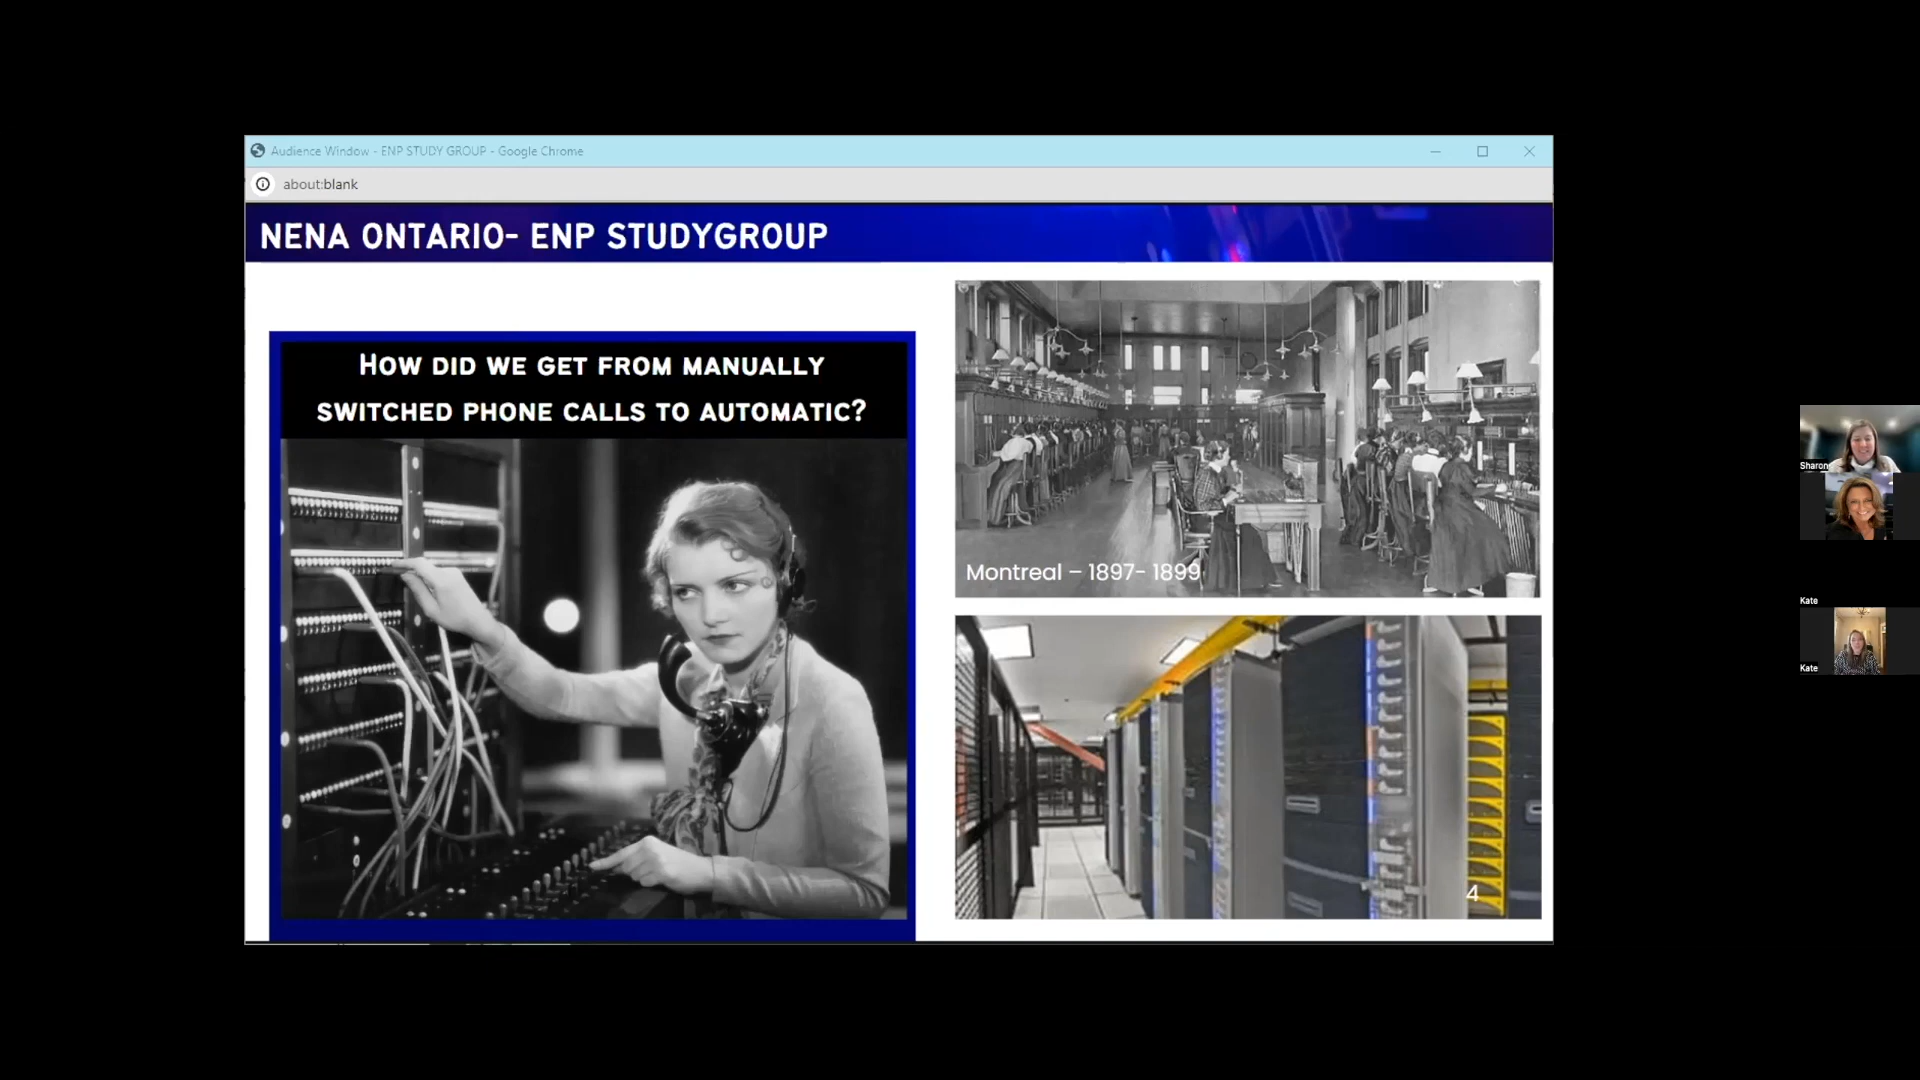 Audience Window - ENP STUDY GROUP - Google Chrome
about:blank
NENA ONTARIO- ENP STUDYGROUP
HOW DID WE GET FROM MANUALLY
SWITCHED PHONE CALLS TO AUTOMATIC?
Montreal – 1897- 1899
4
Sharon
Kate
Kate